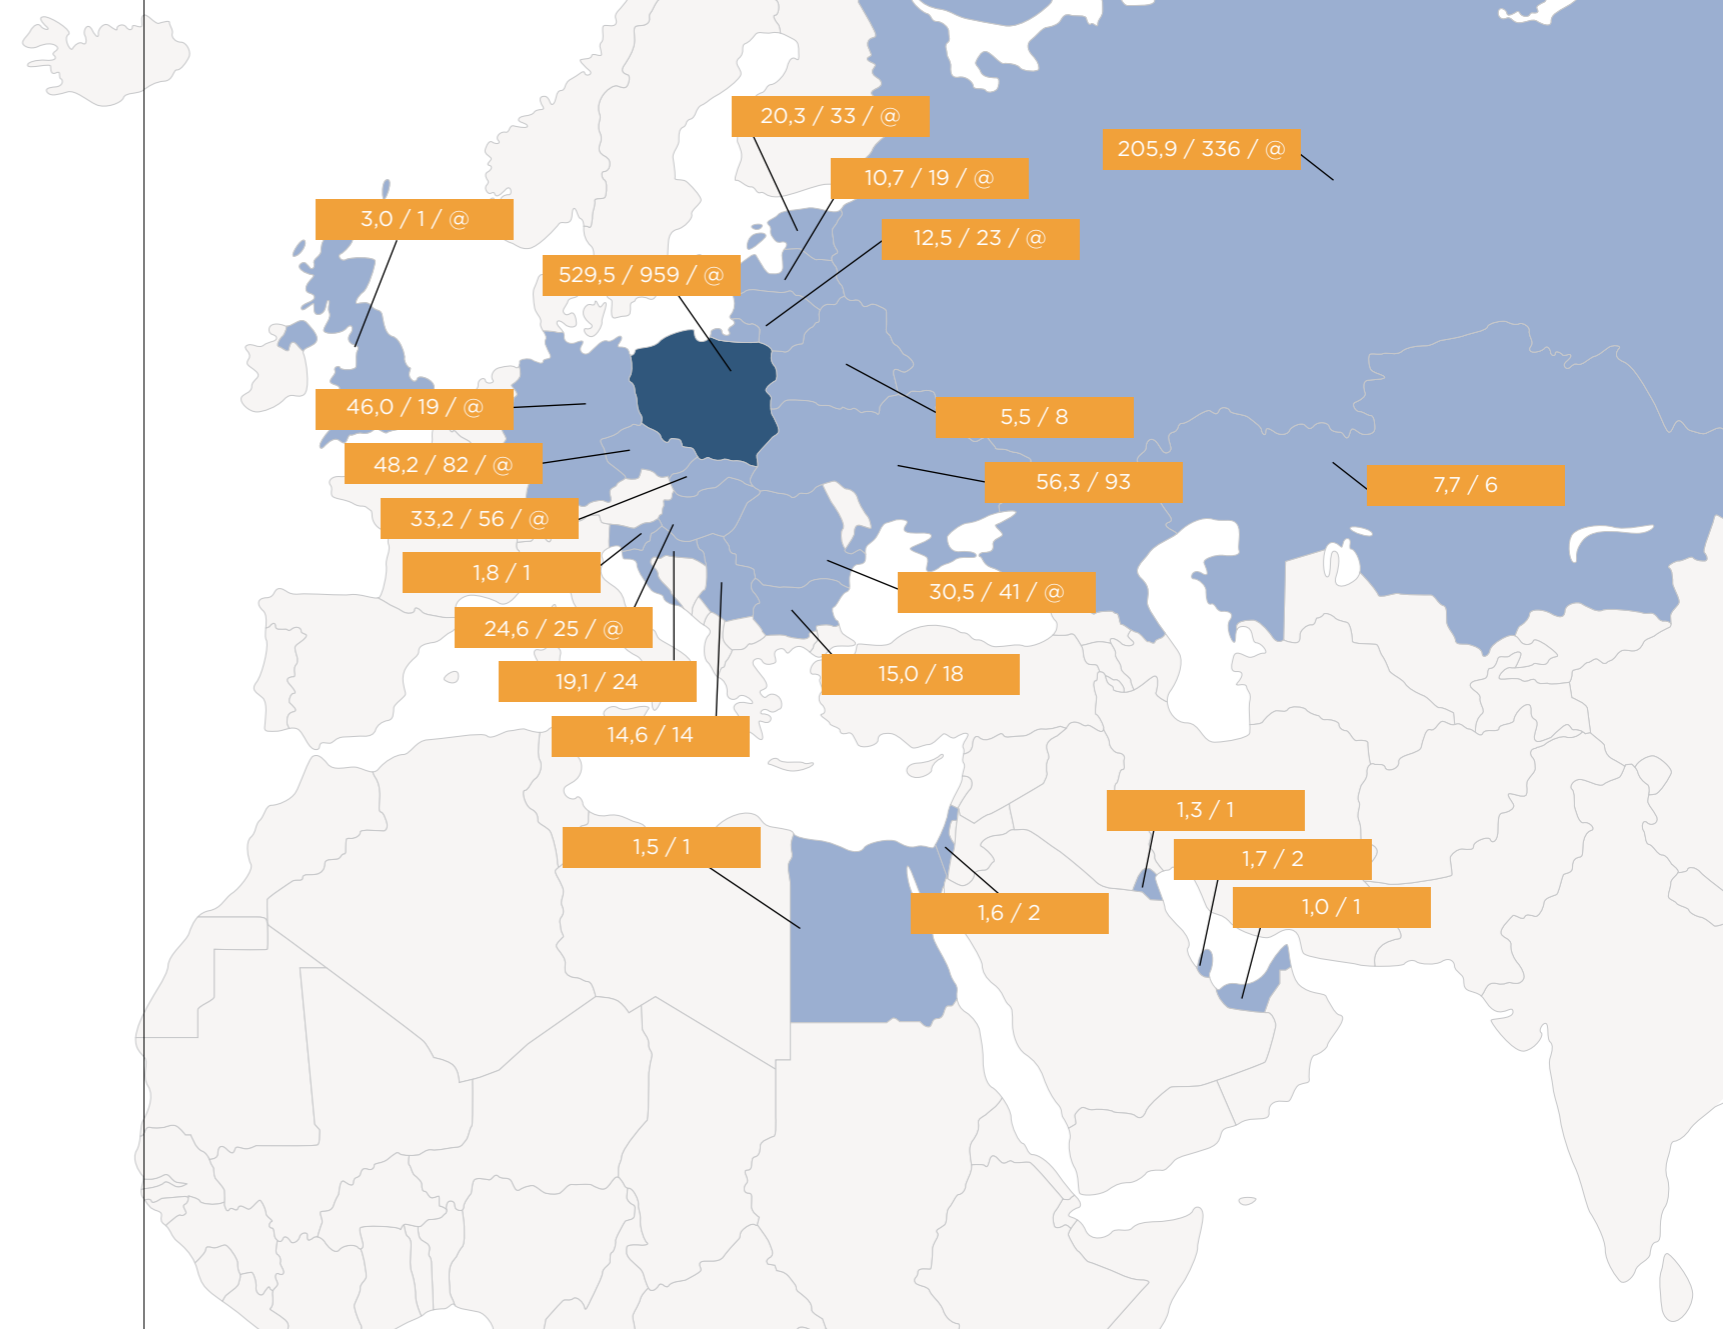 20,3 / 33 / @
205,9 / 336 / @
10,7 / 19 / @
3,0 / 1 / @
12,5 / 23 / @
529,5 / 959 / @
46,0 / 19 / @
5,5 / 8
48,2 / 82 / @
56,3 / 93
7,7 / 6
33,2 / 56 / @
1,8 / 1
30,5 / 41 / @
24,6 / 25 / @
15,0 / 18
19,1 / 24
14,6 / 14
1,3 / 1
1,5 / 1
1,7 / 2
1,6 / 2
1,0 / 1